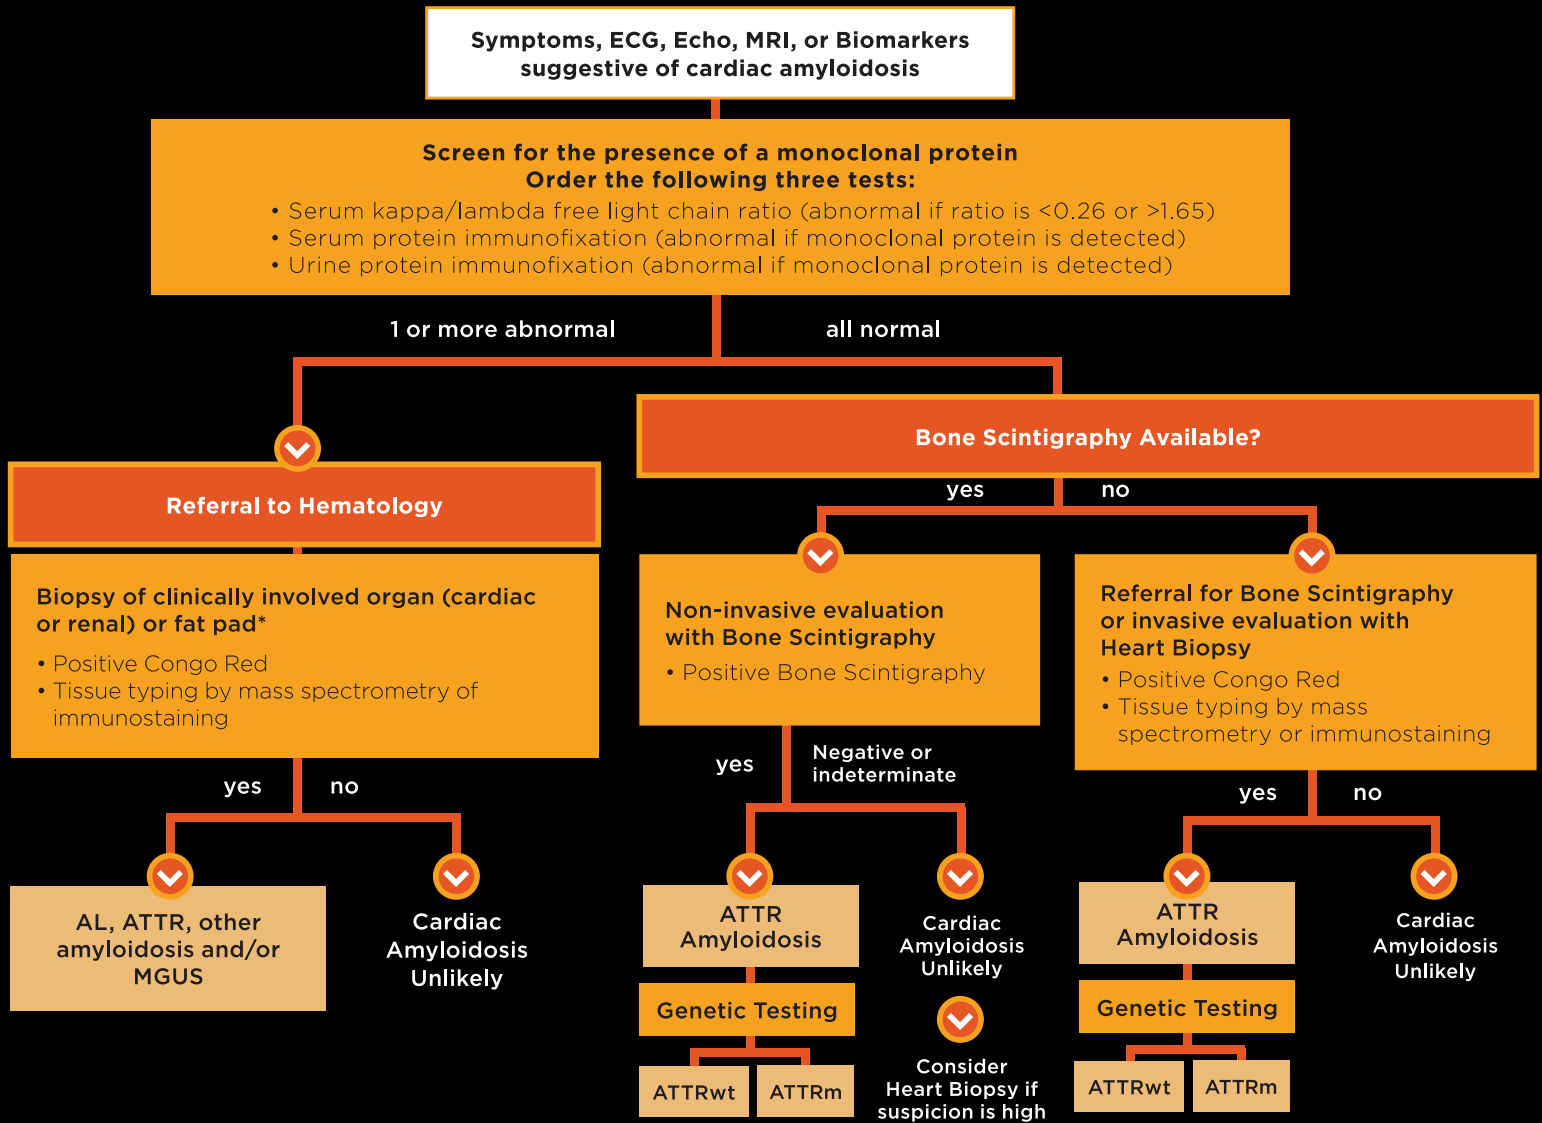 Symptoms, ECG, Echo, MRI, or Biomarkers
suggestive of cardiac amyloidosis
Screen for the presence of a monoclonal protein
Order the following three tests:
• Serum kappa/lambda free light chain ratio (abnormal if ratio is <0.26 or >1.65)
• Serum protein immunofixation (abnormal if monoclonal protein is detected)
• Urine protein immunofixation (abnormal if monoclonal protein is detected)
1 or more abnormal
all normal
Referral to Hematology
Biopsy of clinically involved organ (cardiac
or renal) or fat pad*
• Positive Congo Red
• Tissue typing by mass spectrometry of
immunostaining
yes
no
AL, ATTR, other
amyloidosis and/or
MGUS
Cardiac
Amyloidosis
Unlikely
Bone Scintigraphy Available?
yes
no
Non-invasive evaluation
with Bone Scintigraphy
• Positive Bone Scintigraphy
yes
Negative or
indeterminate
ATTR
Amyloidosis
Genetic Testing
ATTRwt
ATTRm
Cardiac
Amyloidosis
Unlikely
Consider
Heart Biopsy if
suspicion is high
Referral for Bone Scintigraphy
or invasive evaluation with
Heart Biopsy
• Positive Congo Red
• Tissue typing by mass
spectrometry or immunostaining
yes
no
ATTR
Amyloidosis
Genetic Testing
ATTRwt
ATTRm
Cardiac
Amyloidosis
Unlikely